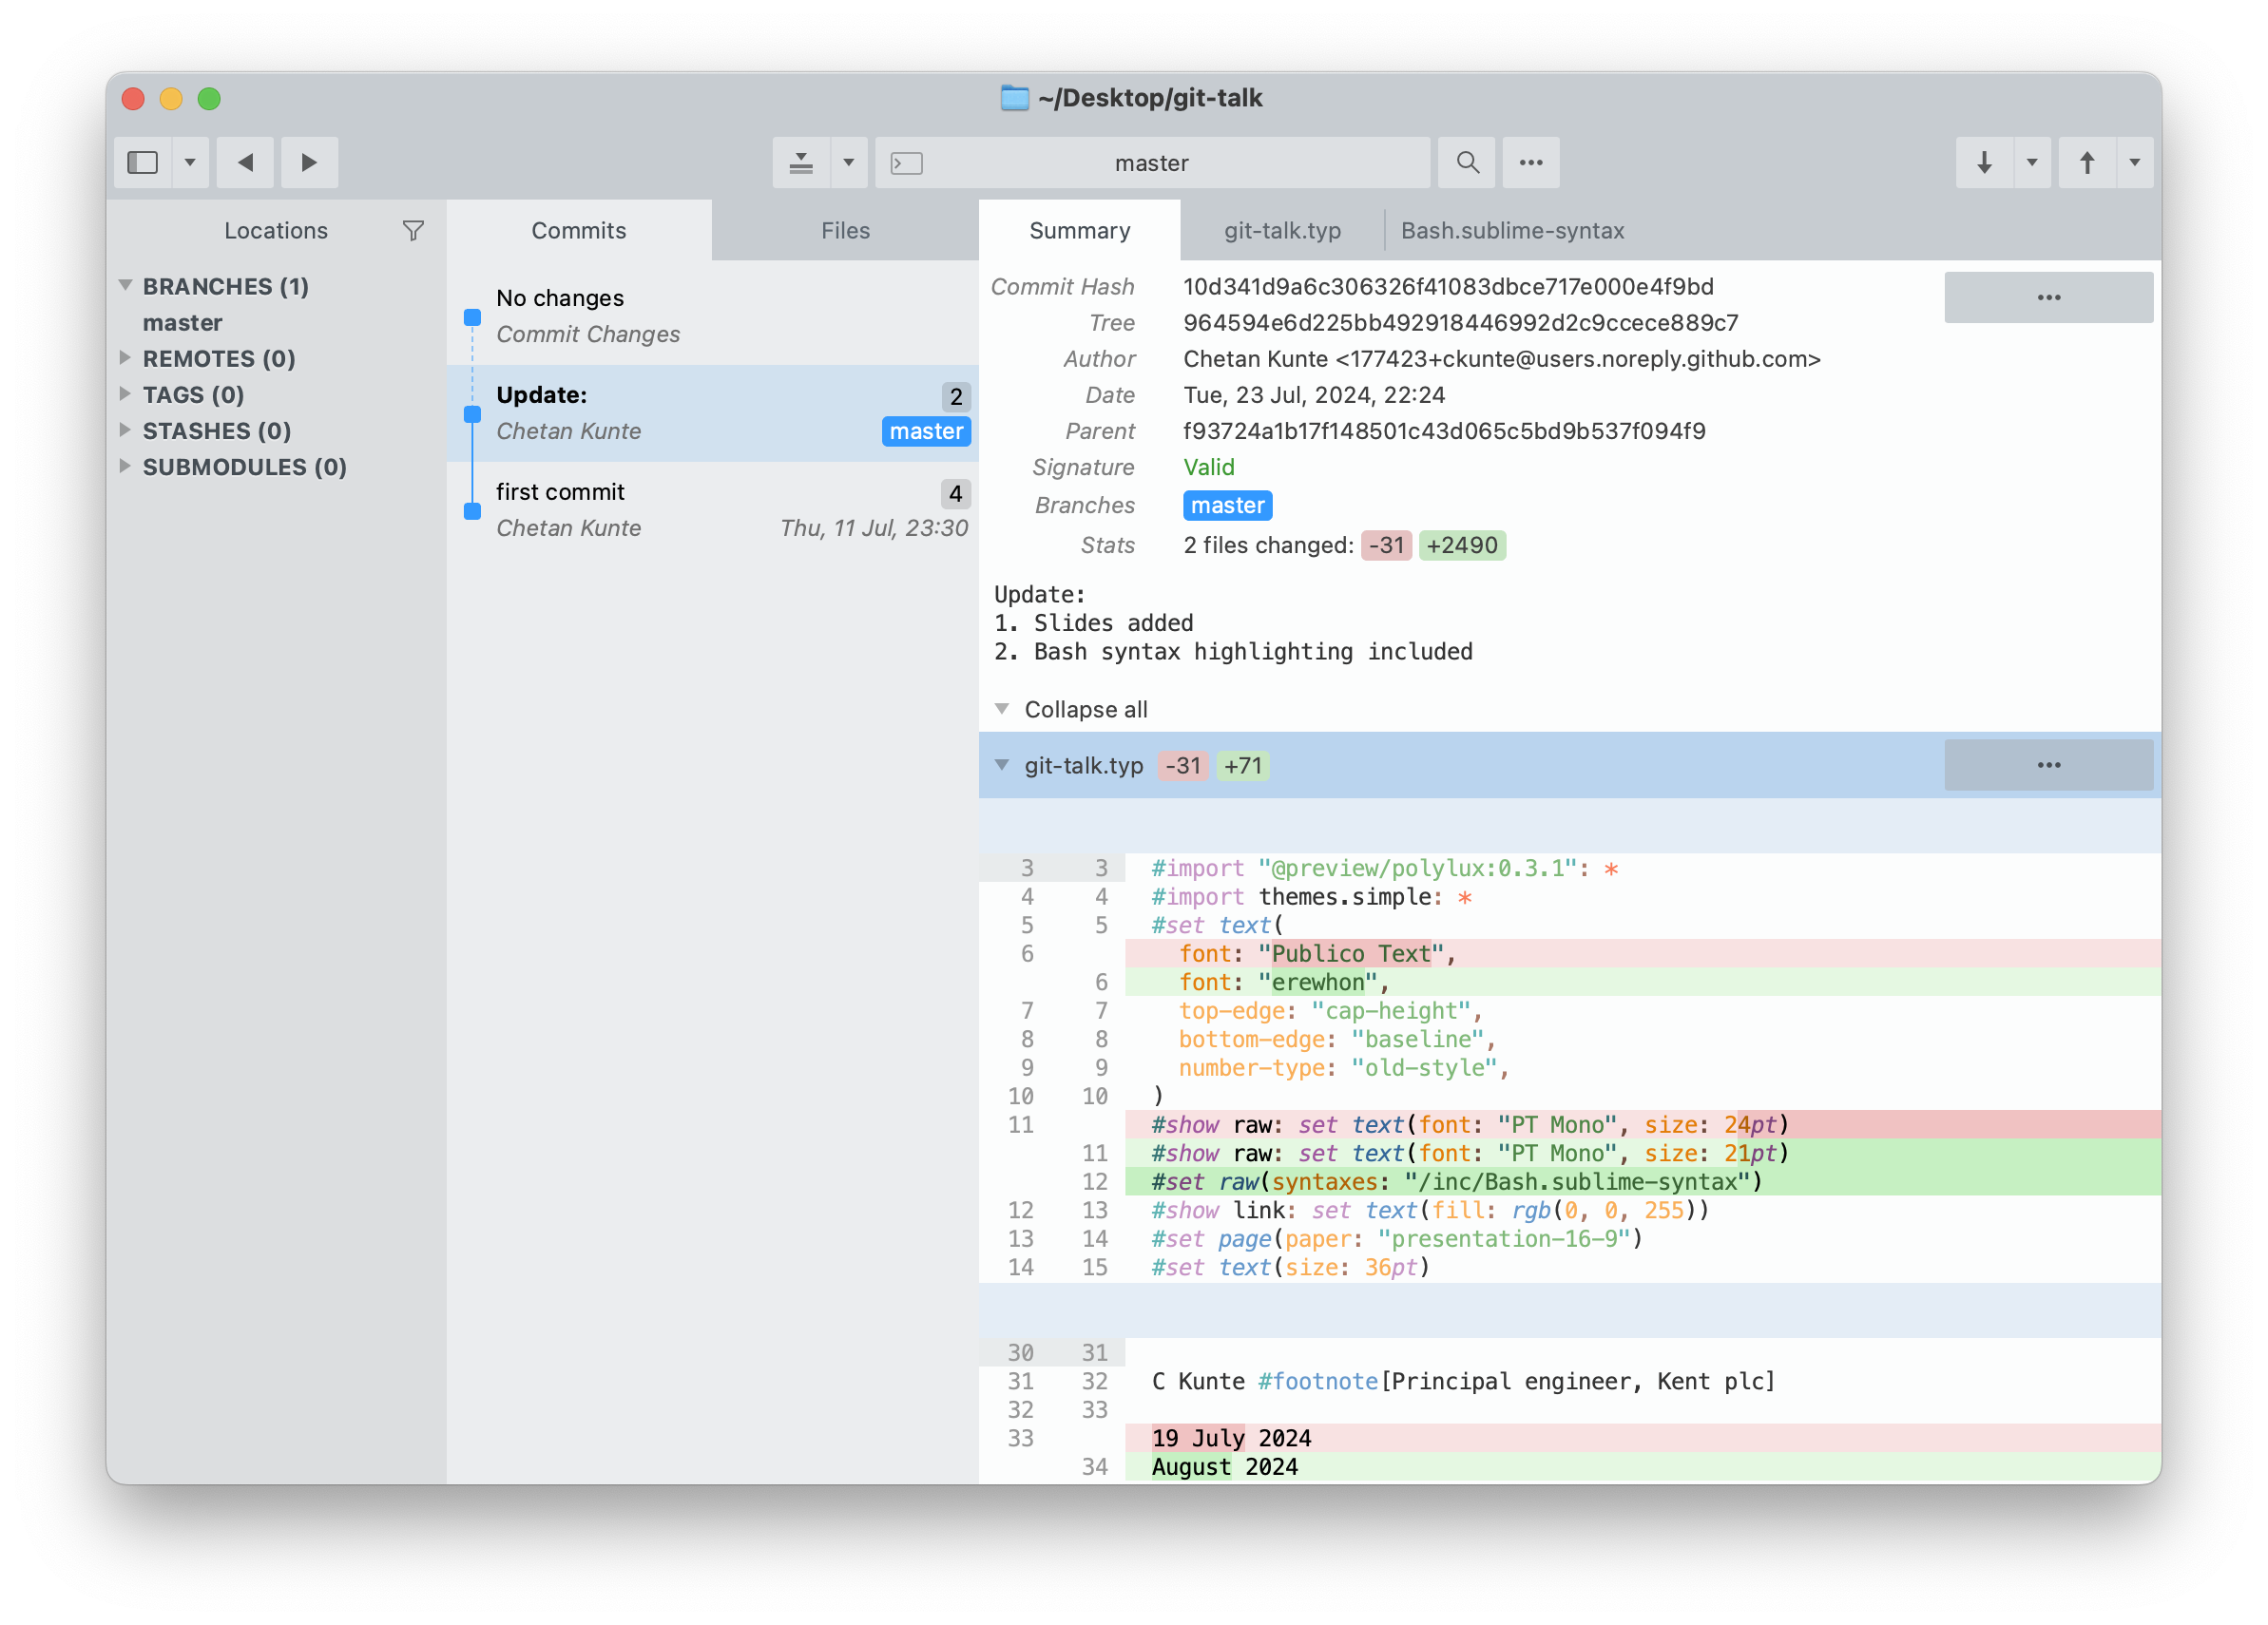 ~/Desktop/git-talk
master
Locations
BRANCHES (1)
master
REMOTES (0)
TAGS (0)
STASHES (0)
SUBMODULES (0)
Commits
Files
No changes
Commit Changes
Update:
2
Chetan Kunte
master
first commit
4
Chetan Kunte
Thu, 11 Jul, 23:30
Summary
git-talk.typ
Bash.sublime-syntax
Commit Hash 10d341d9a6c306326f41083dbce717e000e4f9bd
Tree 964594e6d225bb492918446992d2c9ccece889c7
Author Chetan Kunte <177423+ckunte@users.noreply.github.com>
Date Tue, 23 Jul, 2024, 22:24
Parent f93724a1b17f148501c43d065c5bd9b537f094f9
Signature Valid
Branches master
Stats 2 files changed: -31 +2490
Update:
1. Slides added
2. Bash syntax highlighting included
Collapse all
git-talk.typ -31 +71
3 3 #import "@preview/polylux:0.3.1": *
4 4 #import themes.simple: *
5 5 #set text(
6 font: "Publico Text",
6 font: "erewhon",
7 7 top-edge: "cap-height",
8 8 bottom-edge: "baseline",
9 9 number-type: "old-style",
10 10 )
11 #show raw: set text(font: "PT Mono", size: 24pt)
11 #show raw: set text(font: "PT Mono", size: 21pt)
12 #set raw(syntaxes: "/inc/Bash.sublime-syntax")
12 13 #show link: set text(fill: rgb(0, 0, 255))
13 14 #set page(paper: "presentation-16-9")
14 15 #set text(size: 36pt)
30 31
31 32 C Kunte #footnote[Principal engineer, Kent plc]
32 33
33 19 July 2024
34 August 2024